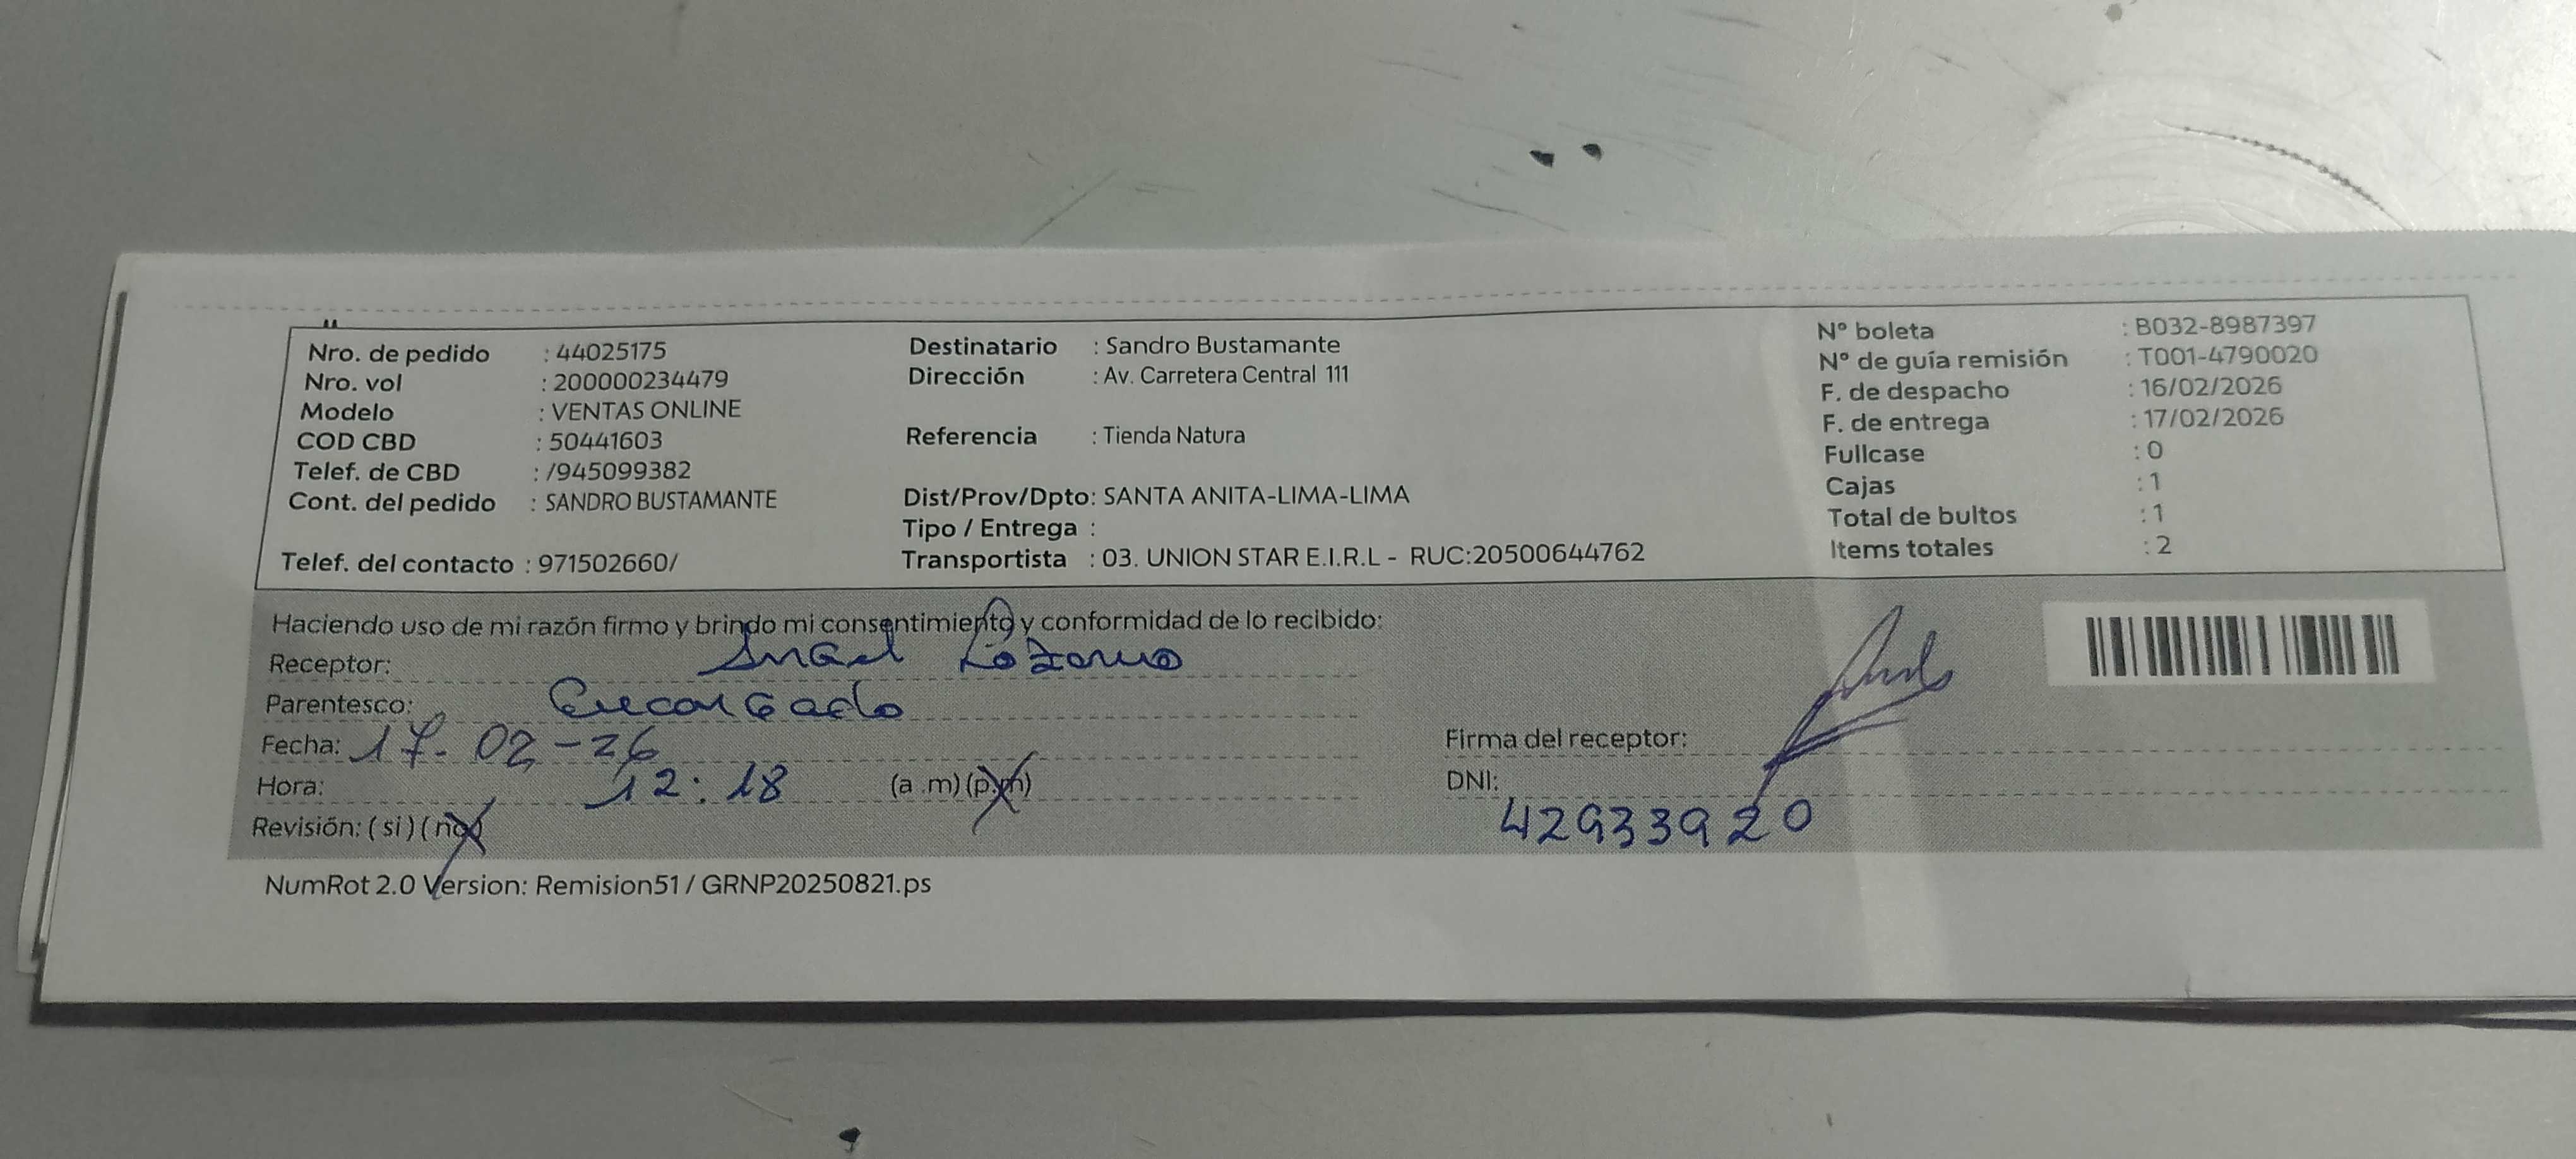 Nro. de pedido : 44025175
Nro. vol : 200000234479
Modelo : VENTAS ONLINE
COD CBD : 50441603
Telef. de CBD : /945099382
Cont. del pedido : SANDRO BUSTAMANTE
Telef. del contacto : 971502660/
Destinatario : Sandro Bustamante
Dirección : Av. Carretera Central 111
Referencia : Tienda Natura
Dist/Prov/Dpto: SANTA ANITA-LIMA-LIMA
Tipo / Entrega :
Transportista : 03. UNION STAR E.I.R.L - RUC:20500644762
N° boleta : B032-8987397
N° de guía remisión : T001-4790020
F. de despacho : 16/02/2026
F. de entrega : 17/02/2026
Fullcase : 0
Cajas : 1
Total de bultos : 1
Items totales : 2
Haciendo uso de mi razón firmo y brindo mi consentimiento y conformidad de lo recibido:
Receptor: Angel Lozano
Parentesco: Encargado
Fecha: 17-02-26
Hora: 12:18 (a .m) (p.m)
Revisión: ( si ) ( no )
Firma del receptor:
DNI: 42933920
NumRot 2.0 Version: Remision51 / GRNP20250821.ps